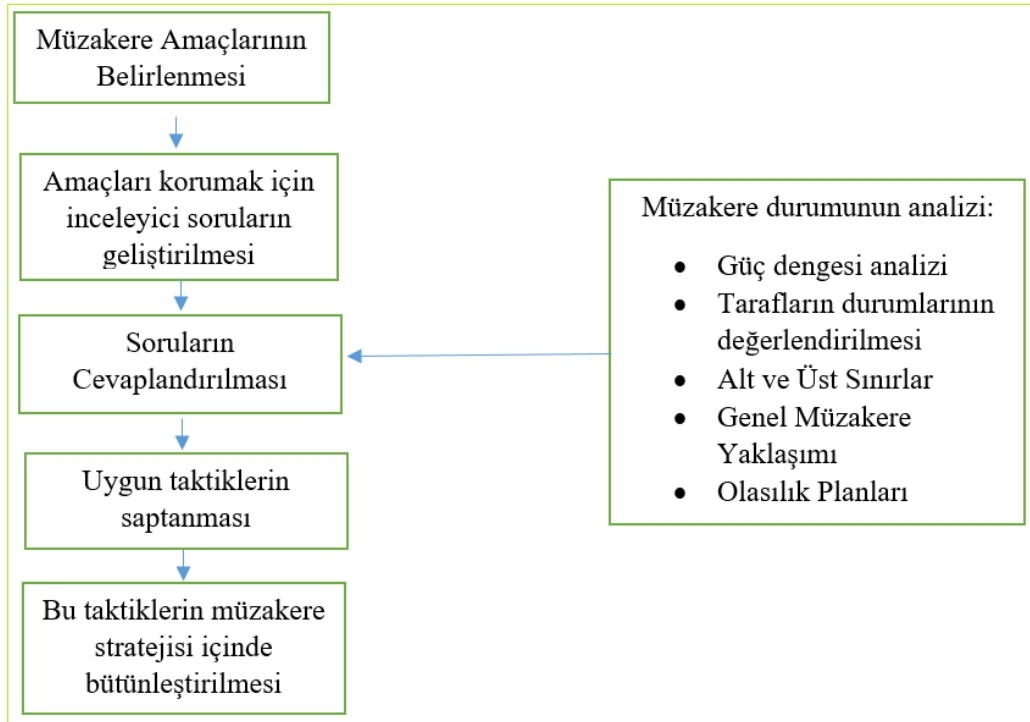 Müzakere Amaçlarının
Belirlenmesi
Amaçları korumak için
inceleyici soruların
geliştirilmesi
Soruların
Cevaplandırılması
Uygun taktiklerin
saptanması
Bu taktiklerin müzakere
stratejisi içinde
bütünleştirilmesi
Müzakere durumunun analizi:
• Güç dengesi analizi
• Tarafların durumlarının
değerlendirilmesi
• Alt ve Üst Sınırlar
• Genel Müzakere
Yaklaşımı
• Olasılık Planları